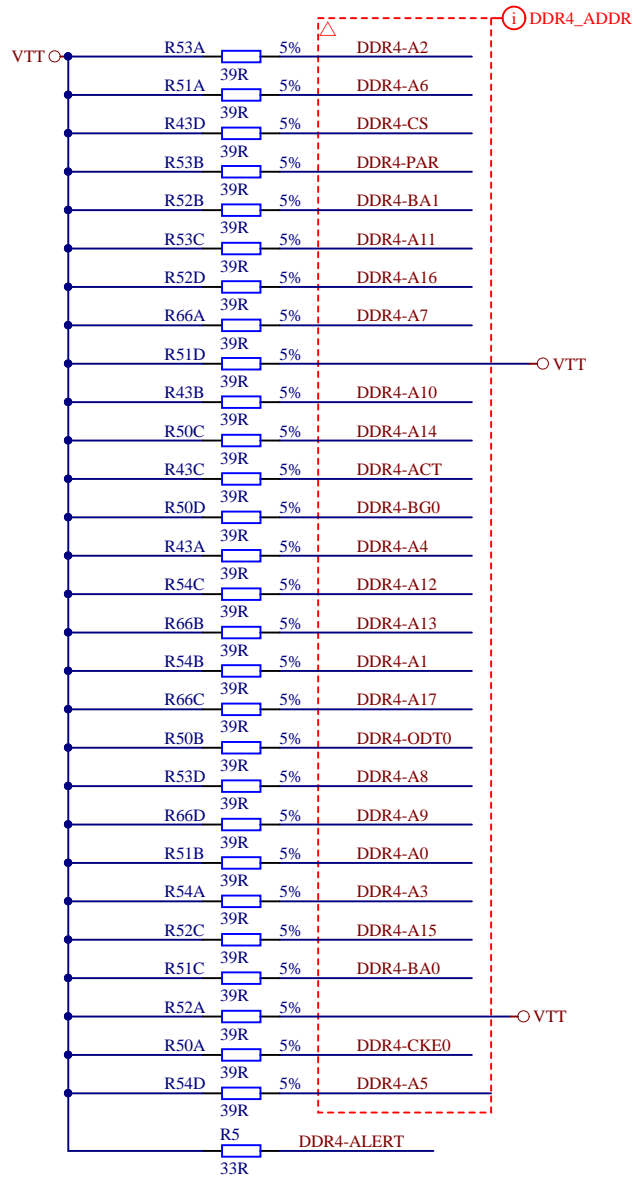 i DDR4_ADDR
VTT R53A 5% DDR4-A2
39R
R51A 5% DDR4-A6
39R
R43D 5% DDR4-CS
39R
R53B 5% DDR4-PAR
39R
R52B 5% DDR4-BA1
39R
R53C 5% DDR4-A11
39R
R52D 5% DDR4-A16
39R
R66A 5% DDR4-A7
39R
R51D 5% VTT
39R
R43B 5% DDR4-A10
39R
R50C 5% DDR4-A14
39R
R43C 5% DDR4-ACT
39R
R50D 5% DDR4-BG0
39R
R43A 5% DDR4-A4
39R
R54C 5% DDR4-A12
39R
R66B 5% DDR4-A13
39R
R54B 5% DDR4-A1
39R
R66C 5% DDR4-A17
39R
R50B 5% DDR4-ODT0
39R
R53D 5% DDR4-A8
39R
R66D 5% DDR4-A9
39R
R51B 5% DDR4-A0
39R
R54A 5% DDR4-A3
39R
R52C 5% DDR4-A15
39R
R51C 5% DDR4-BA0
39R
R52A 5% VTT
39R
R50A 5% DDR4-CKE0
39R
R54D 5% DDR4-A5
39R
R5 DDR4-ALERT
33R